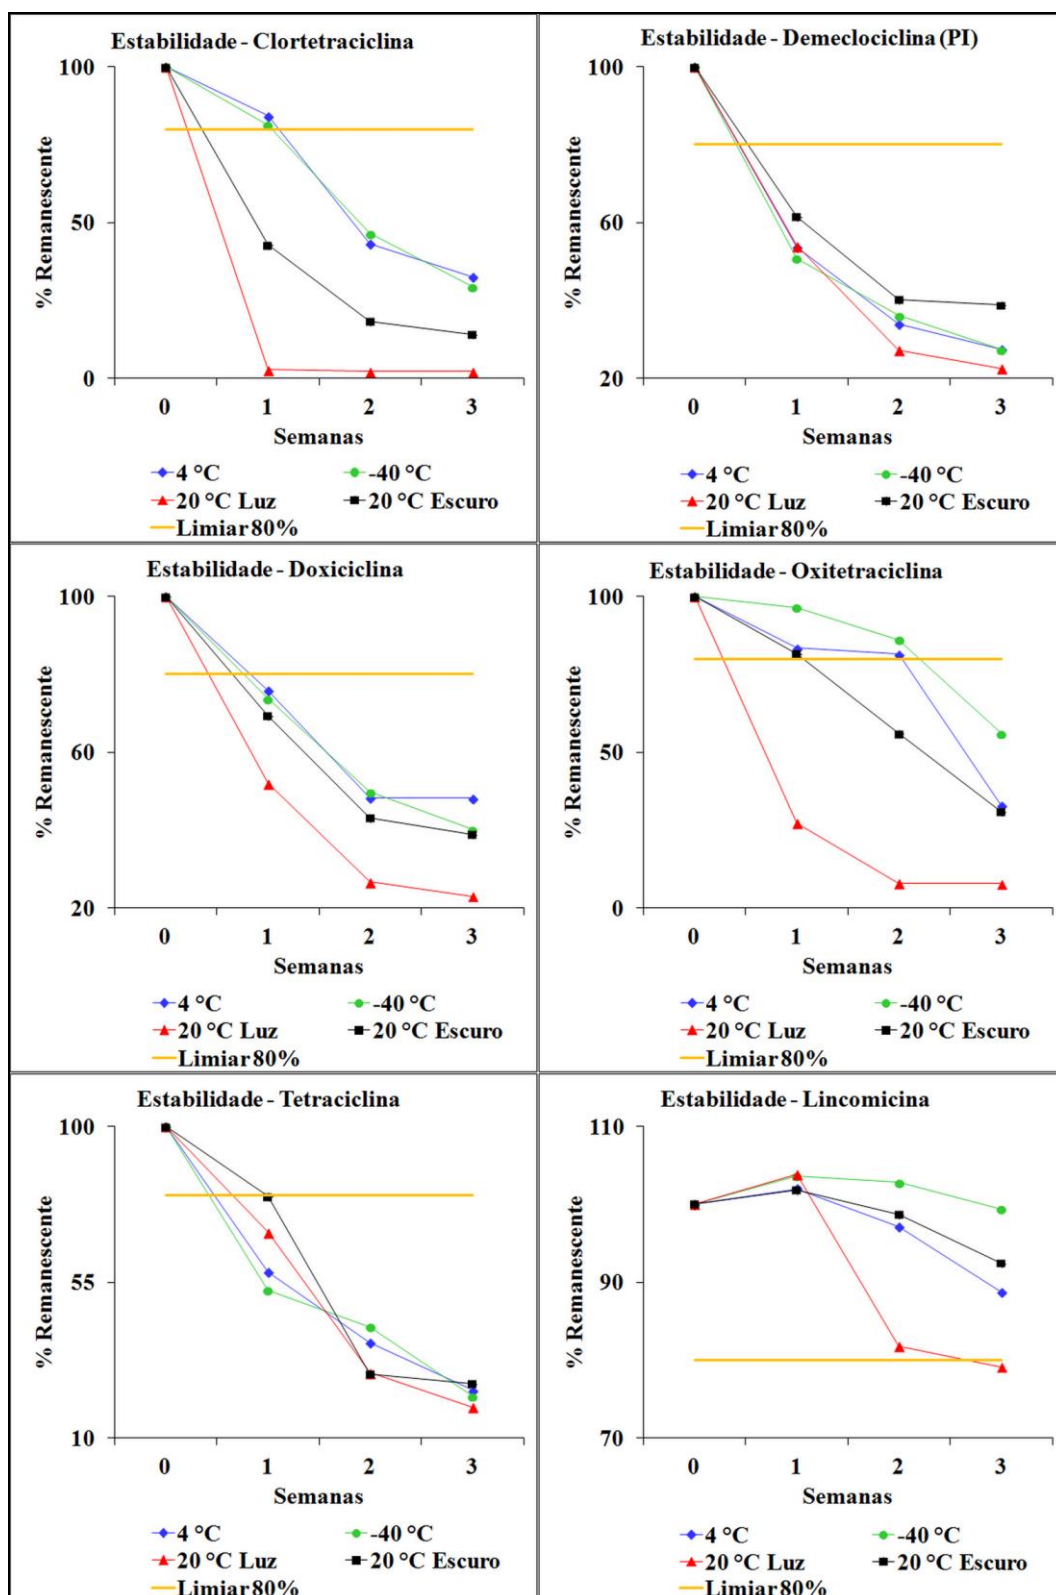 Estabilidade - Clortetraciclina
% Remanescente
100
50
0
0 1 2 3
Semanas
4 °C -40 °C
20 °C Luz 20 °C Escuro
Limiar 80%
Estabilidade - Demeclociclina (PI)
% Remanescente
100
60
20
0 1 2 3
Semanas
4 °C -40 °C
20 °C Luz 20 °C Escuro
Limiar 80%
Estabilidade - Doxiciclina
% Remanescente
100
60
20
0 1 2 3
Semanas
4 °C -40 °C
20 °C Luz 20 °C Escuro
Limiar 80%
Estabilidade - Oxitetraciclina
% Remanescente
100
50
0
0 1 2 3
Semanas
4 °C -40 °C
20 °C Luz 20 °C Escuro
Limiar 80%
Estabilidade - Tetraciclina
% Remanescente
100
55
10
0 1 2 3
Semanas
4 °C -40 °C
20 °C Luz 20 °C Escuro
Limiar 80%
Estabilidade - Lincomicina
% Remanescente
110
90
70
0 1 2 3
Semanas
4 °C -40 °C
20 °C Luz 20 °C Escuro
Limiar 80%